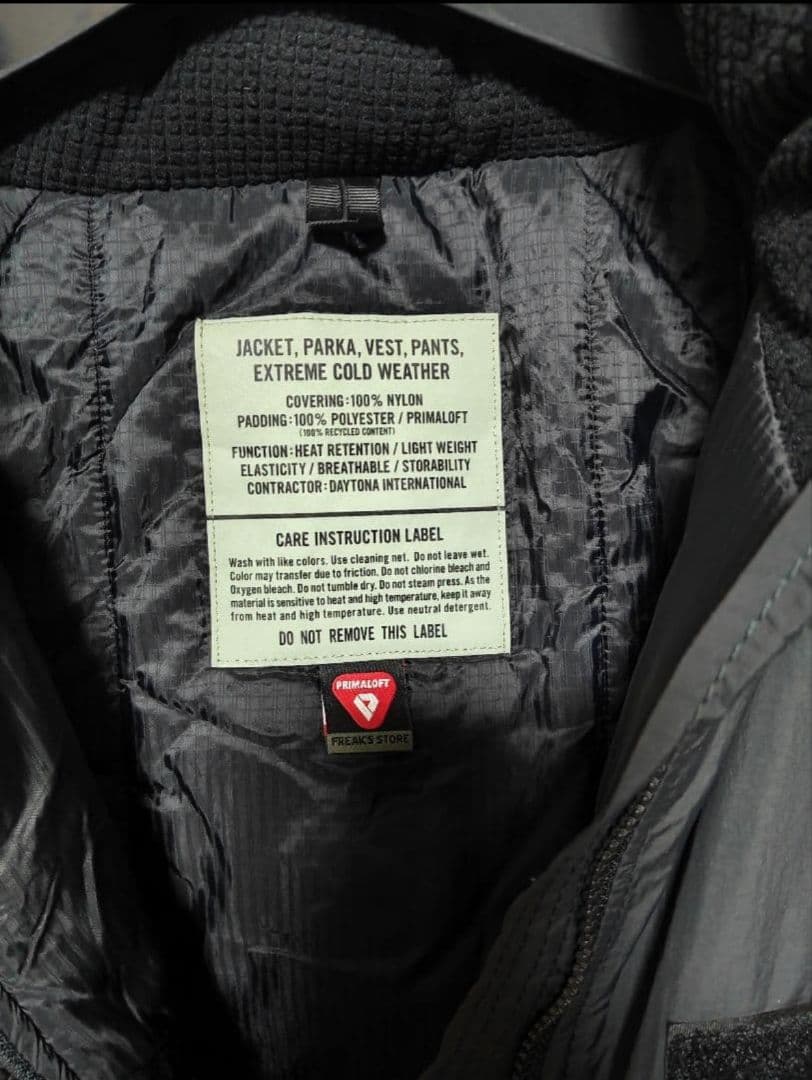 JACKET, PARKA, VEST, PANTS,
EXTREME COLD WEATHER
COVERING:100% NYLON
PADDING:100% POLYESTER / PRIMALOFT
(100% RECYCLED CONTENT)
FUNCTION:HEAT RETENTION / LIGHT WEIGHT
ELASTICITY / BREATHABLE / STORABILITY
CONTRACTOR:DAYTONA INTERNATIONAL
CARE INSTRUCTION LABEL
Wash with like colors. Use cleaning net. Do not leave wet.
Color may transfer due to friction. Do not chlorine bleach and
Oxygen bleach. Do not tumble dry. Do not steam press. As the
material is sensitive to heat and high temperature, keep it away
from heat and high temperature. Use neutral detergent.
DO NOT REMOVE THIS LABEL
PRIMALOFT
FREAK'S STORE